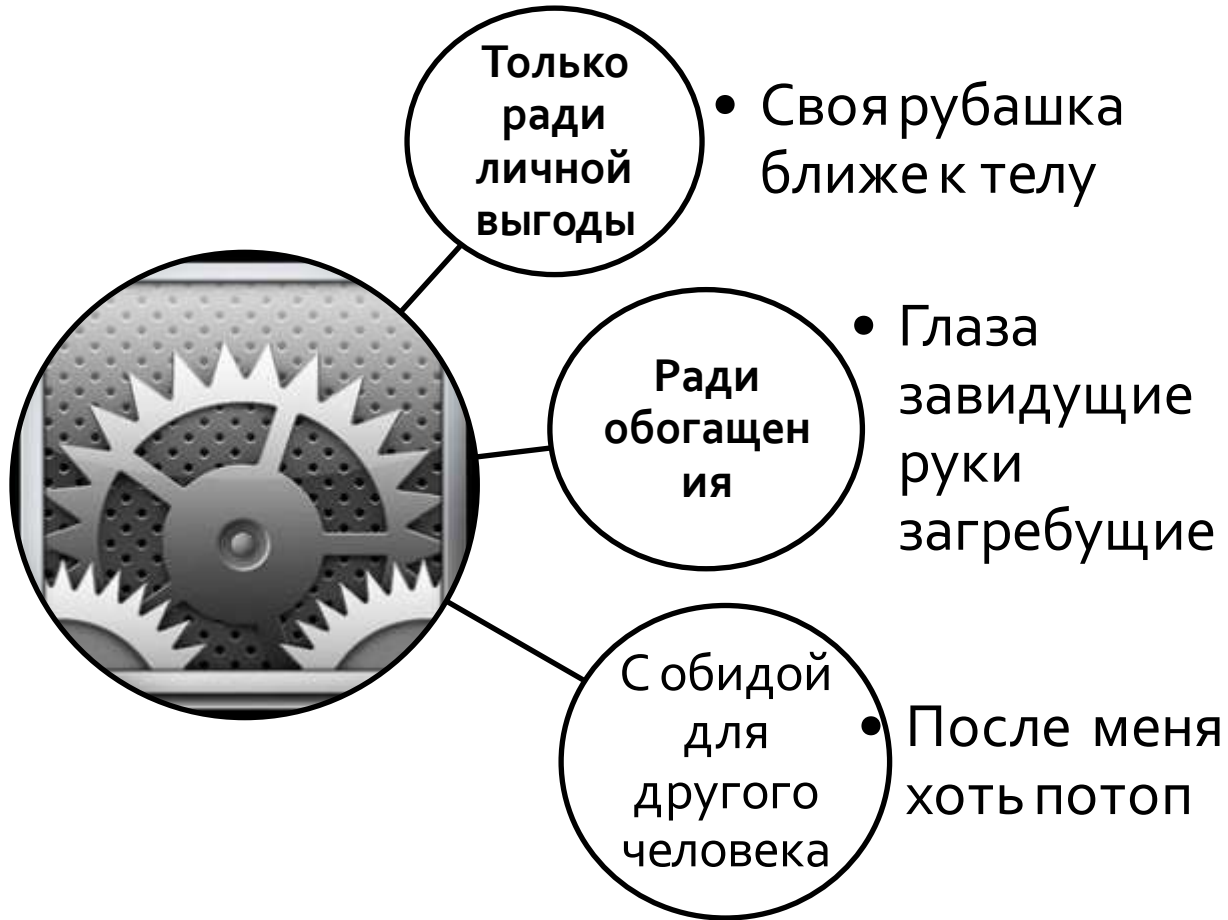 Только
ради
личной
выгоды
• Своя рубашка
ближе к телу
Ради
обогащен
ия
• Глаза
завидущие
руки
загребущие
С обидой
для
другого
человека
• После меня
хоть потоп